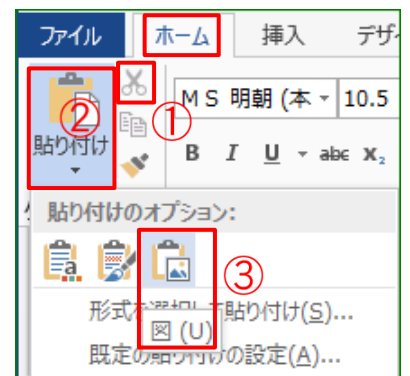 ファイル ホーム 挿入 デザ
② ① MS 明朝 (本 10.5
貼り付け B I U abc X₂
貼り付けのオプション:
a ③
形式を選択して貼り付け(S)...
図 (U)
既定の貼り付けの設定(A)...